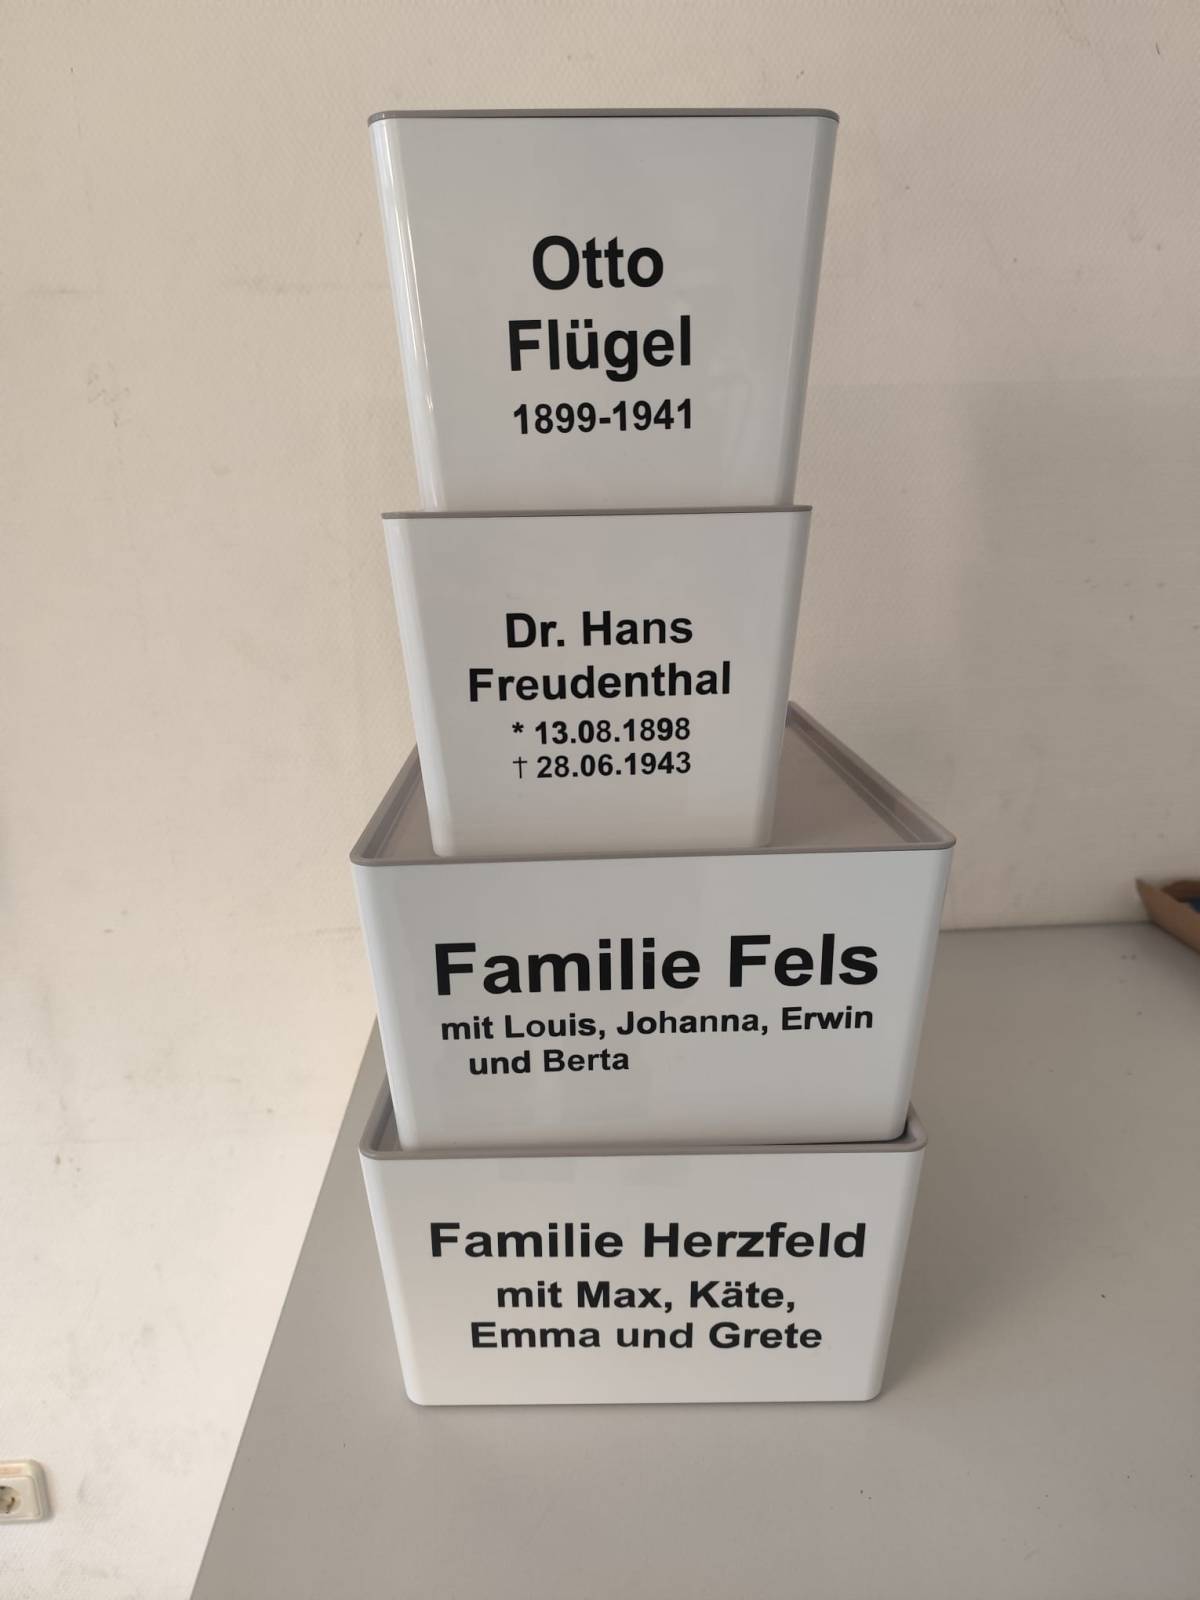 Otto
Flügel
1899-1941
Dr. Hans
Freudenthal
* 13.08.1898
† 28.06.1943
Familie Fels
mit Louis, Johanna, Erwin
und Berta
Familie Herzfeld
mit Max, Käte,
Emma und Grete